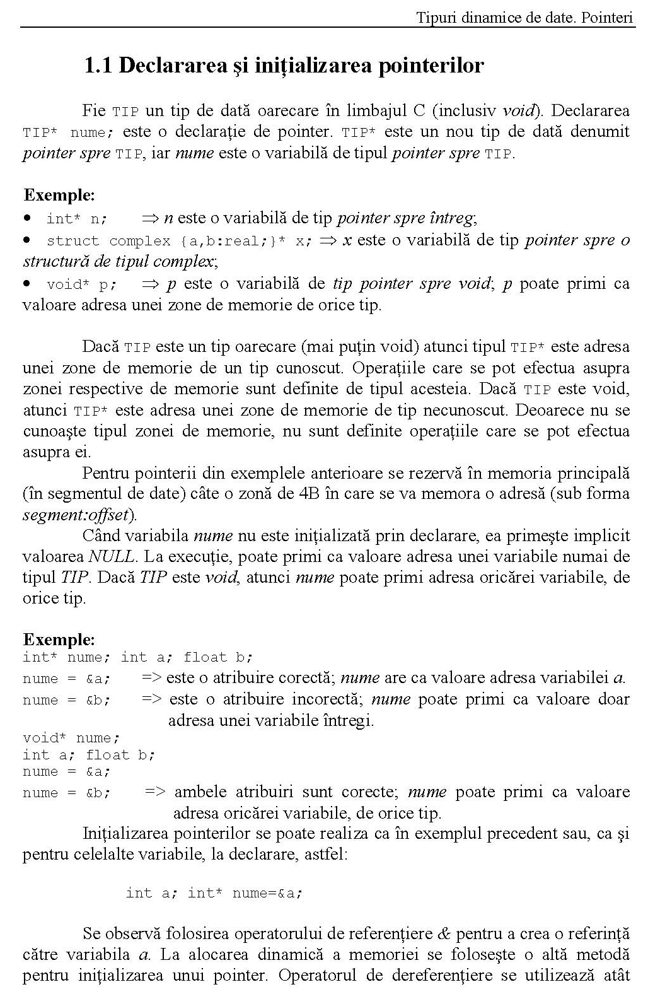 Tipuri dinamice de date. Pointeri
1.1 Declararea şi iniţializarea pointerilor
Fie TIP un tip de dată oarecare în limbajul C (inclusiv void). Declararea
TIP* nume; este o declaraţie de pointer. TIP* este un nou tip de dată denumit
pointer spre TIP, iar nume este o variabilă de tipul pointer spre TIP.
Exemple:
• int* n; ⇒ n este o variabilă de tip pointer spre întreg;
• struct complex {a,b:real;}* x; ⇒ x este o variabilă de tip pointer spre o
structură de tipul complex;
• void* p; ⇒ p este o variabilă de tip pointer spre void; p poate primi ca
valoare adresa unei zone de memorie de orice tip.
Dacă TIP este un tip oarecare (mai puţin void) atunci tipul TIP* este adresa
unei zone de memorie de un tip cunoscut. Operaţiile care se pot efectua asupra
zonei respective de memorie sunt definite de tipul acesteia. Dacă TIP este void,
atunci TIP* este adresa unei zone de memorie de tip necunoscut. Deoarece nu se
cunoaşte tipul zonei de memorie, nu sunt definite operaţiile care se pot efectua
asupra ei.
Pentru pointerii din exemplele anterioare se rezervă în memoria principală
(în segmentul de date) câte o zonă de 4B în care se va memora o adresă (sub forma
segment:offset).
Când variabila nume nu este iniţializată prin declarare, ea primeşte implicit
valoarea NULL. La execuţie, poate primi ca valoare adresa unei variabile numai de
tipul TIP. Dacă TIP este void, atunci nume poate primi adresa oricărei variabile, de
orice tip.
Exemple:
int* nume; int a; float b;
nume = &a; => este o atribuire corectă; nume are ca valoare adresa variabilei a.
nume = &b; => este o atribuire incorectă; nume poate primi ca valoare doar
adresa unei variabile întregi.
void* nume;
int a; float b;
nume = &a;
nume = &b; => ambele atribuiri sunt corecte; nume poate primi ca valoare
adresa oricărei variabile, de orice tip.
Iniţializarea pointerilor se poate realiza ca în exemplul precedent sau, ca şi
pentru celelalte variabile, la declarare, astfel:
int a; int* nume=&a;
Se observă folosirea operatorului de referenţiere & pentru a crea o referinţă
către variabila a. La alocarea dinamică a memoriei se foloseşte o altă metodă
pentru iniţializarea unui pointer. Operatorul de dereferenţiere se utilizează atât